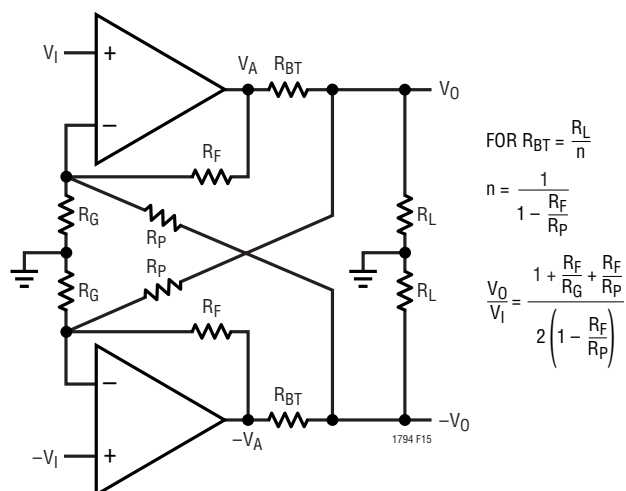 V_A R_BT
V_I + V_O
−
R_F
R_G R_P R_L
R_P
R_G R_L
R_F
−
R_BT
−V_A −V_O
−V_I +
1794 F15
FOR R_BT = R_L / n
n = 1 / (1 − R_F / R_P)
V_O / V_I = (1 + R_F / R_G + R_F / R_P) / (2 (1 − R_F / R_P))